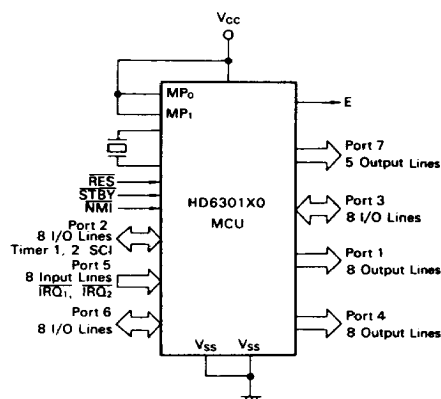 VCC
MP0
MP1
E
Port 7
5 Output Lines
RES
STBY
NMI
HD6301X0
MCU
Port 3
8 I/O Lines
Port 2
8 I/O Lines
Timer 1, 2 SCI
Port 1
8 Output Lines
Port 5
8 Input Lines
IRQ1, IRQ2
Port 6
8 I/O Lines
Port 4
8 Output Lines
VSS VSS